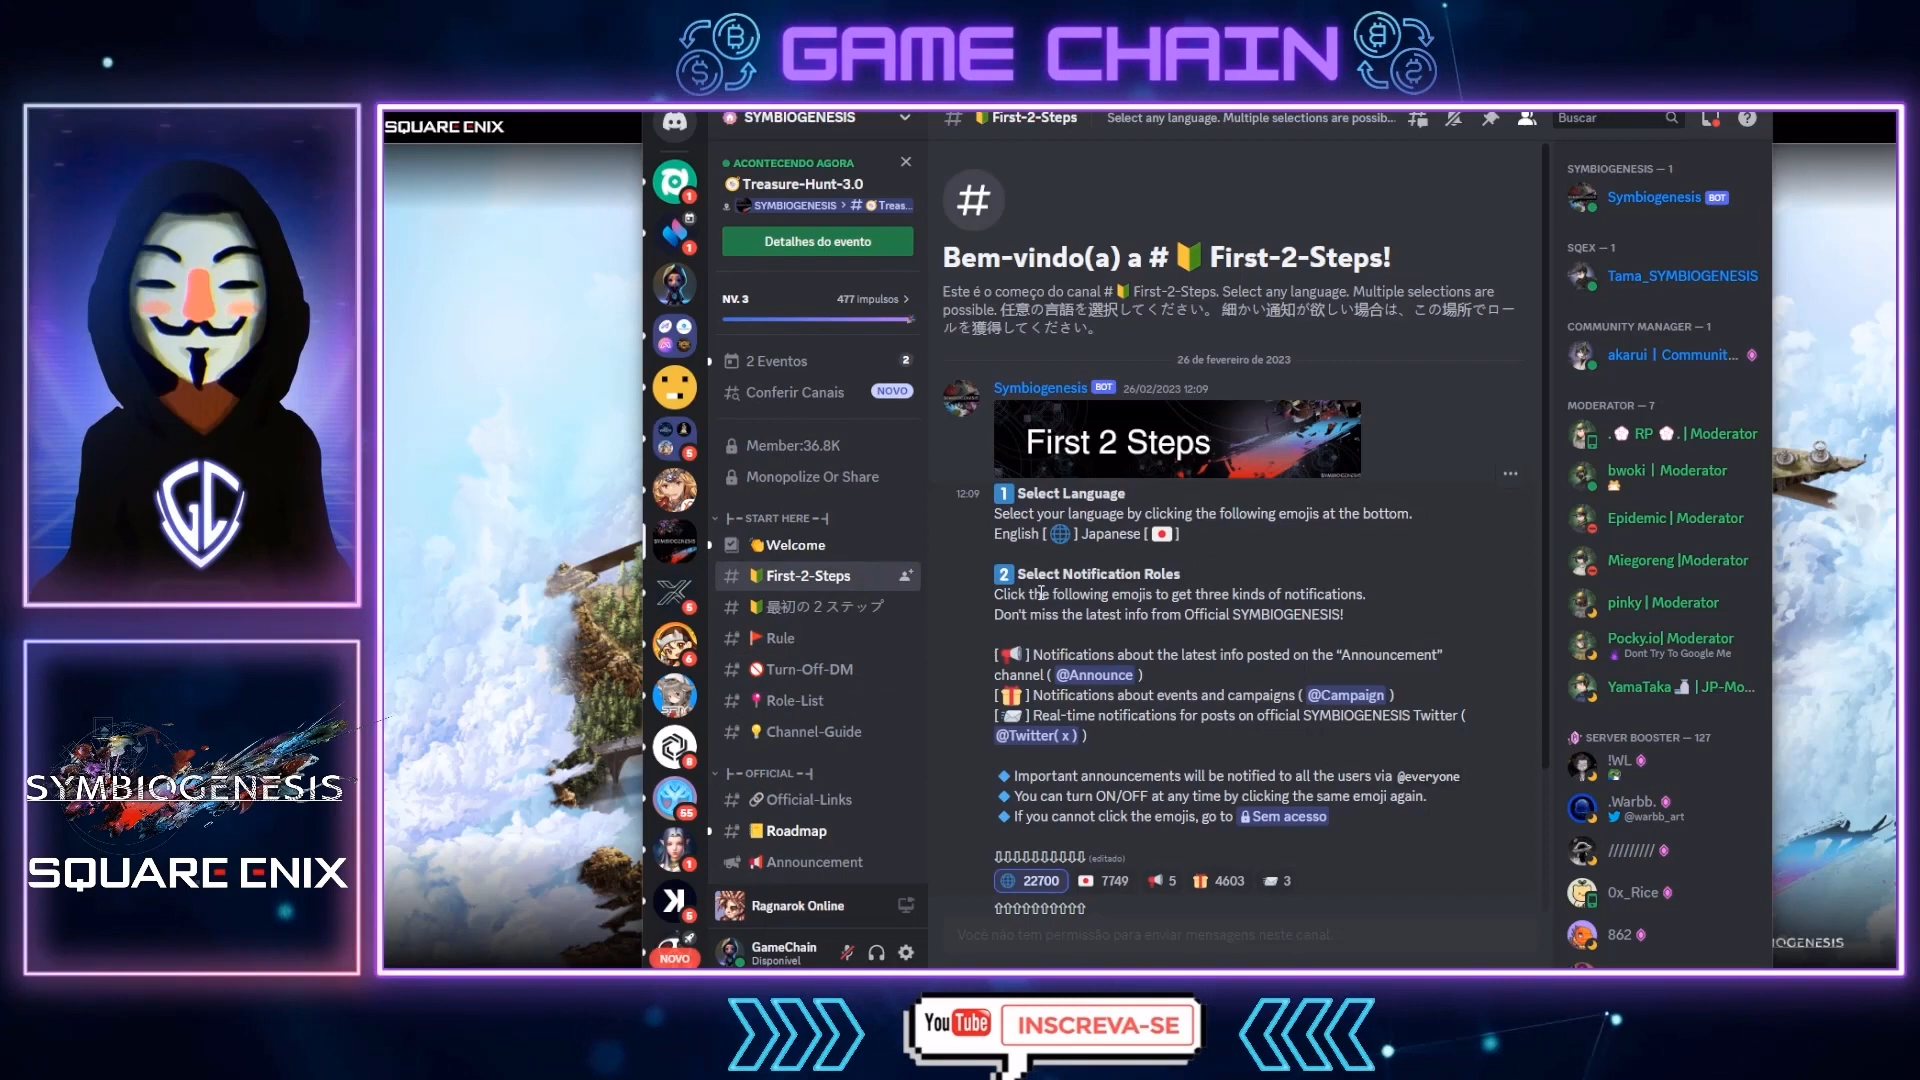 GAME CHAIN
SQUARE ENIX
SYMBIOGENESIS
ACONTECENDO AGORA
Treasure-Hunt-3.0
SYMBIOGENESIS > # Treas...
Detalhes do evento
NV. 3 477 impulsos >
2 Eventos 2
Conferir Canais NOVO
Member:36.8K
Monopolize Or Share
├- START HERE -┤
Welcome
First-2-Steps
最初の２ステップ
Rule
Turn-Off-DM
Role-List
Channel-Guide
├- OFFICIAL -┤
Official-Links
Roadmap
Announcement
Ragnarok Online
GameChain
Disponível
1
1
5
5
6
8
55
1
5
NOVO
# First-2-Steps Select any language. Multiple selections are possib... Buscar
#
Bem-vindo(a) a # First-2-Steps!
Este é o começo do canal # First-2-Steps. Select any language. Multiple selections are
possible. 任意の言語を選択してください。 細かい通知が欲しい場合は、この場所でロー
ルを獲得してください。
26 de fevereiro de 2023
Symbiogenesis BOT 26/02/2023 12:09
First 2 Steps
SYMBIOGENESIS
12:09 1 Select Language
Select your language by clicking the following emojis at the bottom.
English [ 🌐 ] Japanese [ 🇯🇵 ]
2 Select Notification Roles
Click the following emojis to get three kinds of notifications.
Don't miss the latest info from Official SYMBIOGENESIS!
[ 📢 ] Notifications about the latest info posted on the “Announcement”
channel ( @Announce )
[ 🎁 ] Notifications about events and campaigns ( @Campaign )
[ 📨 ] Real-time notifications for posts on official SYMBIOGENESIS Twitter (
@Twitter( x ) )
🔹 Important announcements will be notified to all the users via @everyone
🔹 You can turn ON/OFF at any time by clicking the same emoji again.
🔹 If you cannot click the emojis, go to Sem acesso
⇩⇩⇩⇩⇩⇩⇩⇩⇩⇩ (editado)
22700 7749 5 4603 3
⇧⇧⇧⇧⇧⇧⇧⇧⇧⇧
Você não tem permissão para enviar mensagens neste canal.
SYMBIOGENESIS — 1
Symbiogenesis BOT
SQEX — 1
Tama_SYMBIOGENESIS
COMMUNITY MANAGER — 1
akarui | Communit...
MODERATOR — 7
. RP . | Moderator
bwoki | Moderator
Epidemic | Moderator
Miegoreng |Moderator
pinky | Moderator
Pocky.io| Moderator
Dont Try To Google Me
YamaTaka | JP-Mo...
SERVER BOOSTER — 127
!WL
.Warbb.
@warbb_art
/////////
0x_Rice
862
IOGENESIS
GC
SYMBIOGENESIS
SQUARE ENIX
YouTube INSCREVA-SE